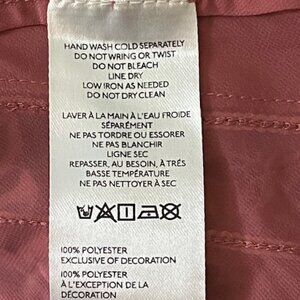 HAND WASH COLD SEPARATELY
DO NOT WRING OR TWIST
DO NOT BLEACH
LINE DRY
LOW IRON AS NEEDED
DO NOT DRY CLEAN
LAVER À LA MAIN À L'EAU FROIDE
SÉPARÉMENT
NE PAS TORDRE OU ESSORER
NE PAS BLANCHIR
LIGNE SEC
REPASSER, AU BESOIN, À TRÈS
BASSE TEMPÉRATURE
NE PAS NETTOYER À SEC
100% POLYESTER
EXCLUSIVE OF DECORATION
100% POLYESTER
À L'EXCEPTION DE LA
DÉCORATION